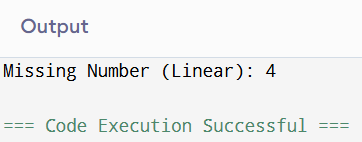 Output
Missing Number (Linear): 4
=== Code Execution Successful ===